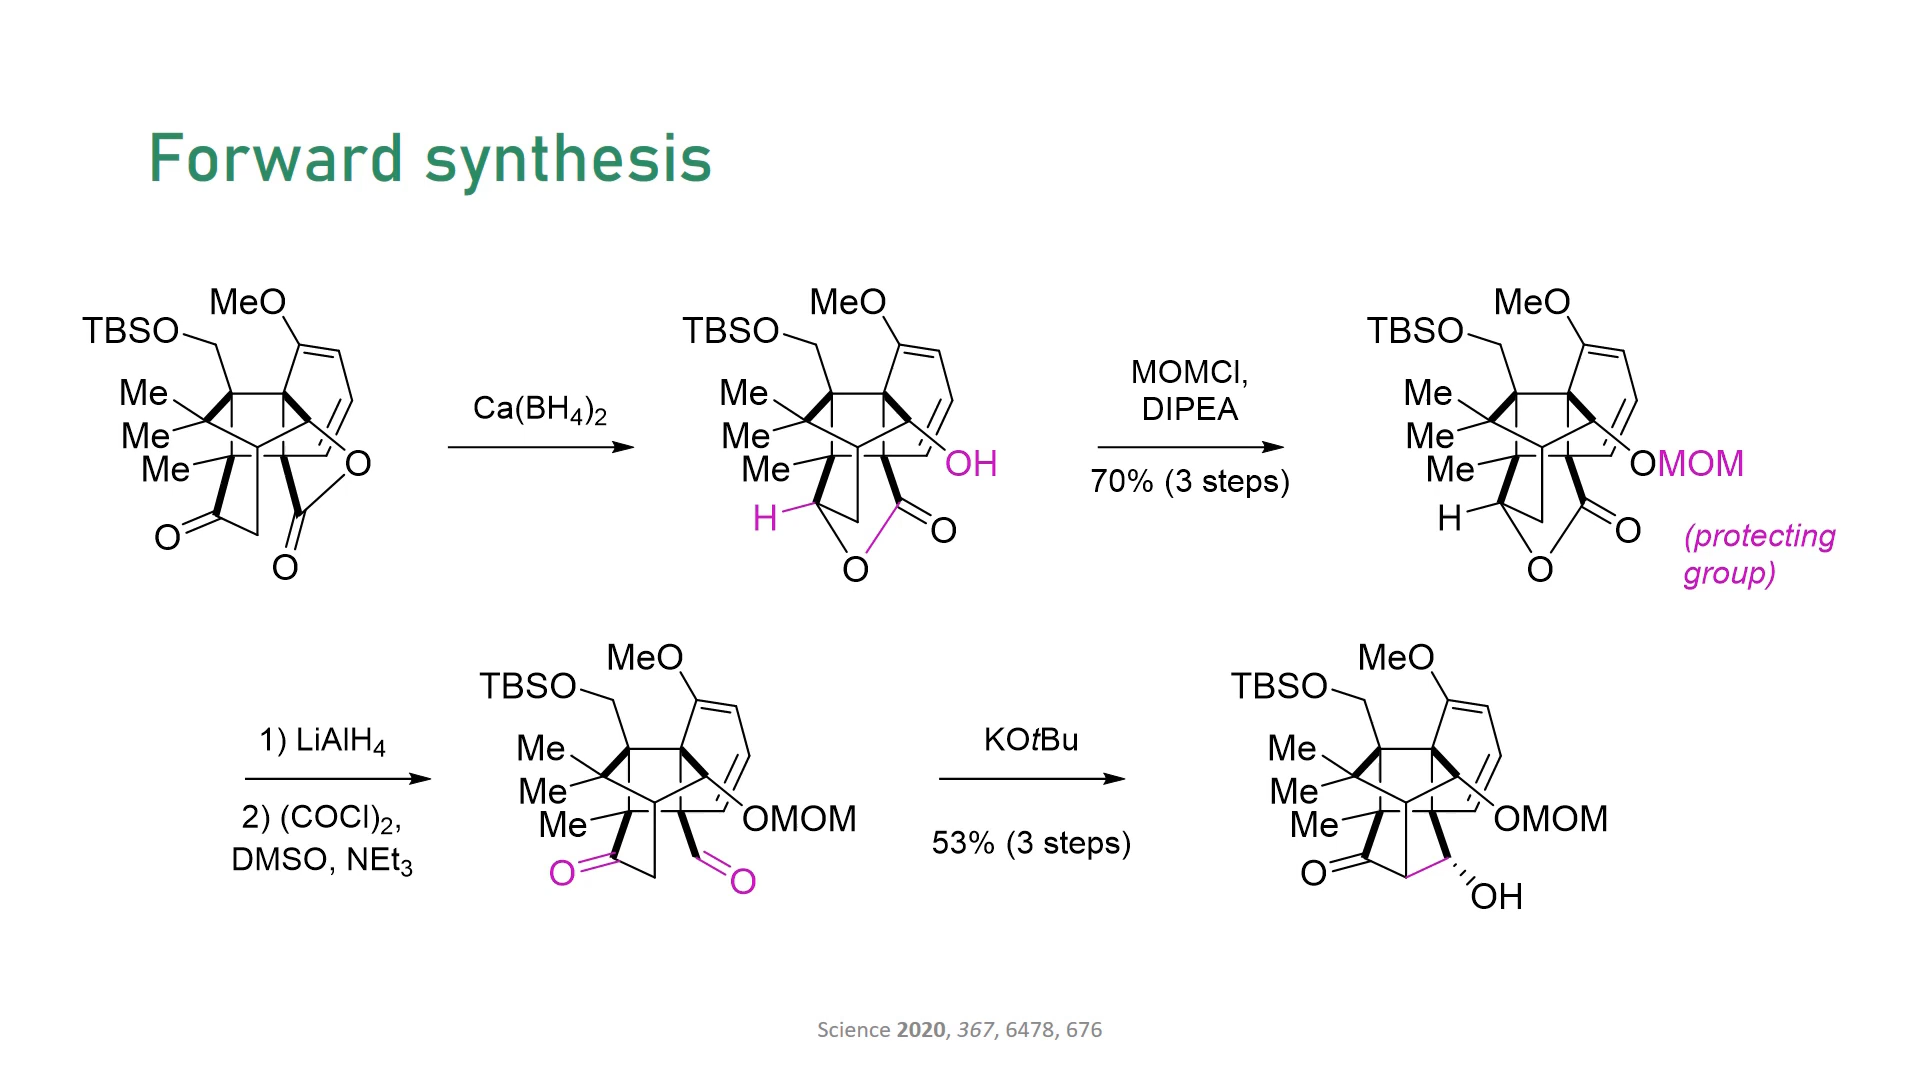 Forward synthesis
MeO
TBSO
Me
Me
Me
O
O
O
Ca(BH4)2
MeO
TBSO
Me
Me
Me
OH
H
O
O
MOMCl,
DIPEA
70% (3 steps)
MeO
TBSO
Me
Me
Me
OMOM
H
O
O
(protecting
group)
1) LiAlH4
2) (COCl)2,
DMSO, NEt3
MeO
TBSO
Me
Me
Me
OMOM
O
O
KOtBu
53% (3 steps)
MeO
TBSO
Me
Me
Me
OMOM
O
OH
Science 2020, 367, 6478, 676